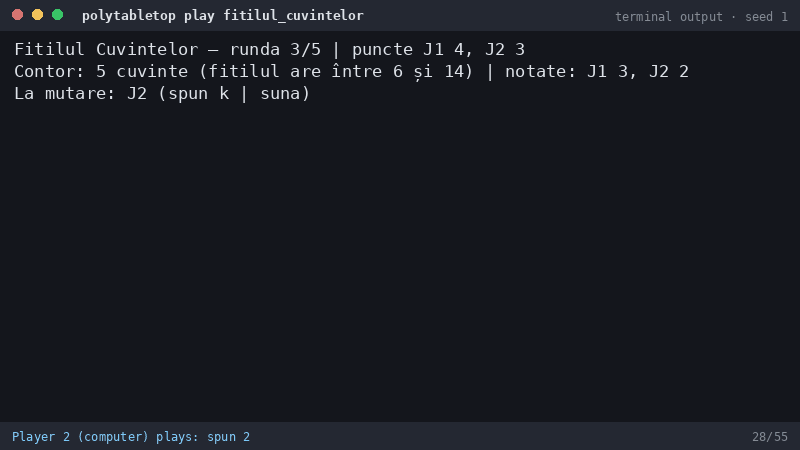 polytabletop play fitilul_cuvintelor
terminal output · seed 1
Fitilul Cuvintelor — runda 3/5 | puncte J1 4, J2 3
Contor: 5 cuvinte (fitilul are între 6 și 14) | notate: J1 3, J2 2
La mutare: J2 (spun k | suna)
Player 2 (computer) plays: spun 2
28/55